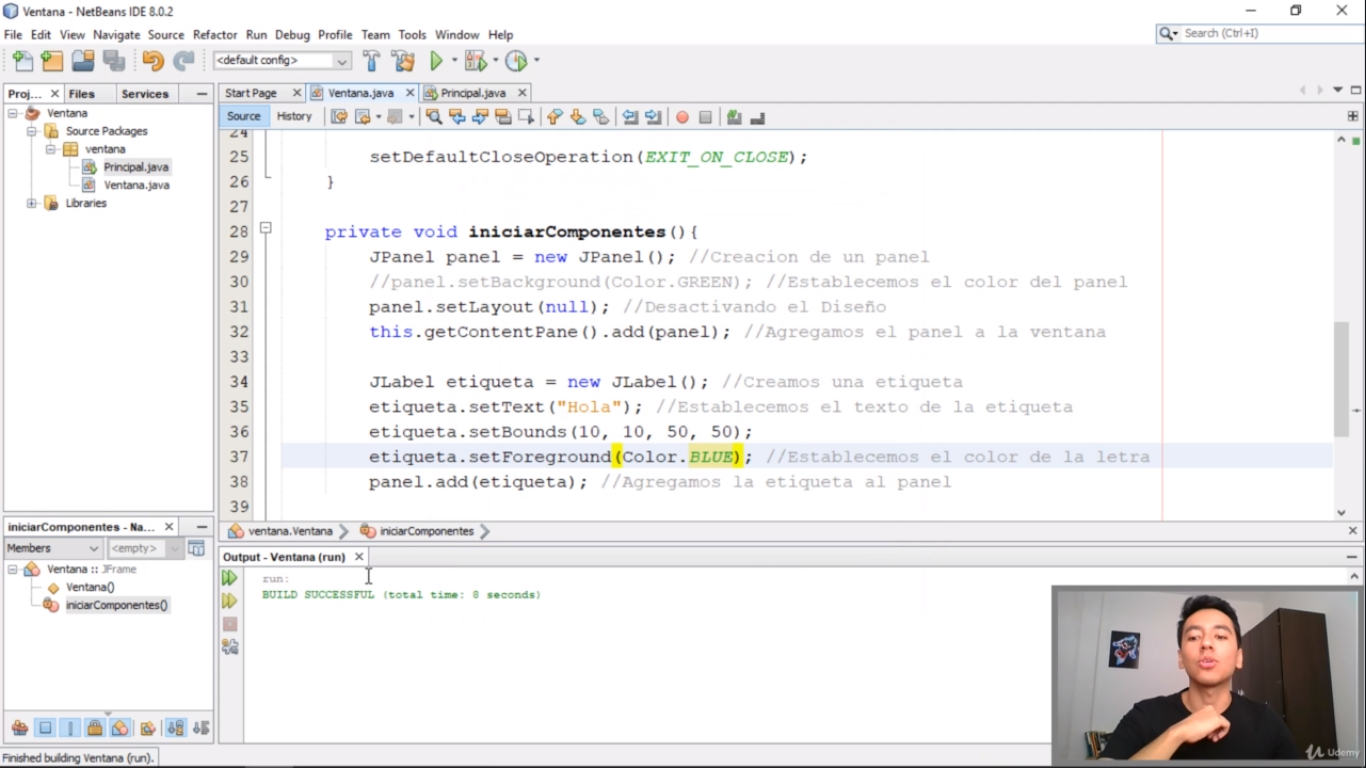 Ventana - NetBeans IDE 8.0.2
File Edit View Navigate Source Refactor Run Debug Profile Team Tools Window Help
Search (Ctrl+I)
<default config>
Proj... Files Services
Ventana
Source Packages
ventana
Principal.java
Ventana.java
Libraries
Start Page Ventana.java Principal.java
Source History
24
25 setDefaultCloseOperation(EXIT_ON_CLOSE);
26 }
27
28 private void iniciarComponentes(){
29 JPanel panel = new JPanel(); //Creacion de un panel
30 //panel.setBackground(Color.GREEN); //Establecemos el color del panel
31 panel.setLayout(null); //Desactivando el Diseño
32 this.getContentPane().add(panel); //Agregamos el panel a la ventana
33
34 JLabel etiqueta = new JLabel(); //Creamos una etiqueta
35 etiqueta.setText("Hola"); //Establecemos el texto de la etiqueta
36 etiqueta.setBounds(10, 10, 50, 50);
37 etiqueta.setForeground(Color.BLUE); //Establecemos el color de la letra
38 panel.add(etiqueta); //Agregamos la etiqueta al panel
39
ventana.Ventana iniciarComponentes
iniciarComponentes - Na...
Members <empty>
Ventana :: JFrame
Ventana()
iniciarComponentes()
Output - Ventana (run)
run:
BUILD SUCCESSFUL (total time: 8 seconds)
Udemy
Finished building Ventana (run).